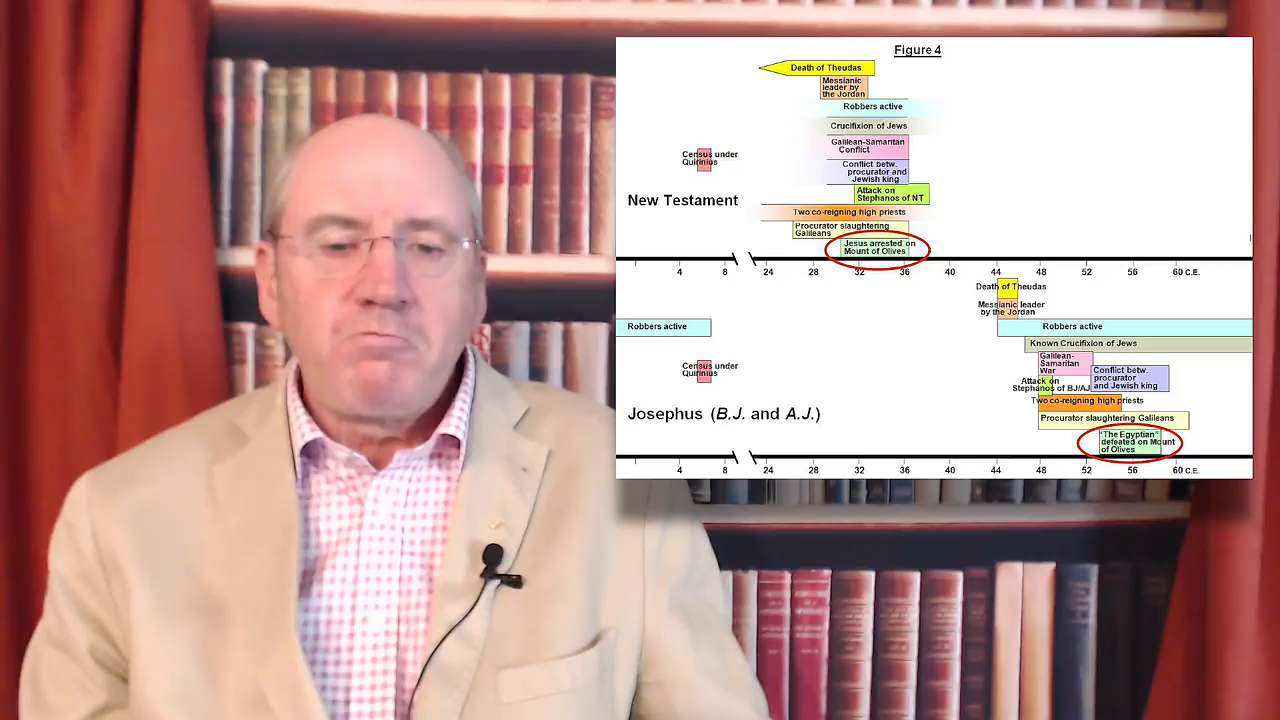 Figure 4
Death of Theudas
Messianic
leader by
the Jordan
Robbers active
Crucifixion of Jews
Galilean-Samaritan
Conflict
Census under
Quirinius
Conflict betw.
procurator and
Jewish king
Attack on
Stephanos of NT
New Testament
Two co-reigning high priests
Procurator slaughtering
Galileans
Jesus arrested on
Mount of Olives
4 8 24 28 32 36 40 44 48 52 56 60 C.E.
Death of Theudas
Messianic leader
by the Jordan
Robbers active
Robbers active
Known Crucifixion of Jews
Galilean-
Samaritan
War
Census under
Quirinius
Conflict betw.
procurator
and Jewish king
Attack on
Stephanos of BJ/AJ
Two co-reigning high priests
Josephus (B.J. and A.J.)
Procurator slaughtering Galileans
"The Egyptian"
defeated on Mount
of Olives
4 8 24 28 32 36 40 44 48 52 56 60 C.E.